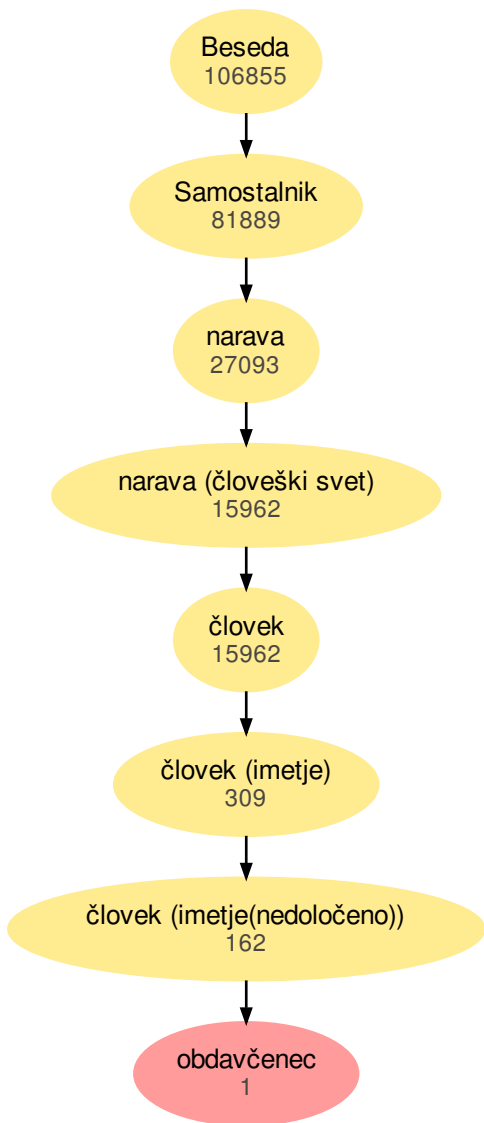 Beseda
106855
Samostalnik
81889
narava
27093
narava (človeški svet)
15962
človek
15962
človek (imetje)
309
človek (imetje(nedoločeno))
162
obdavčenec
1